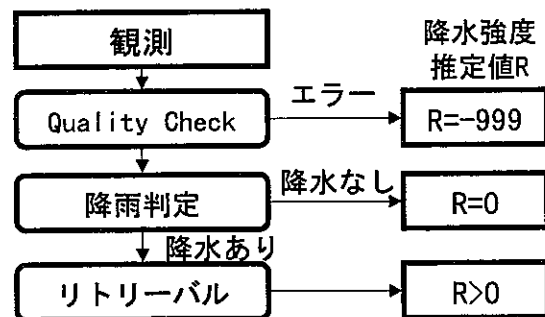 観測
降水強度
推定値R
エラー
Quality Check
R=-999
降水なし
降雨判定
R=0
降水あり
リトリーバル
R>0